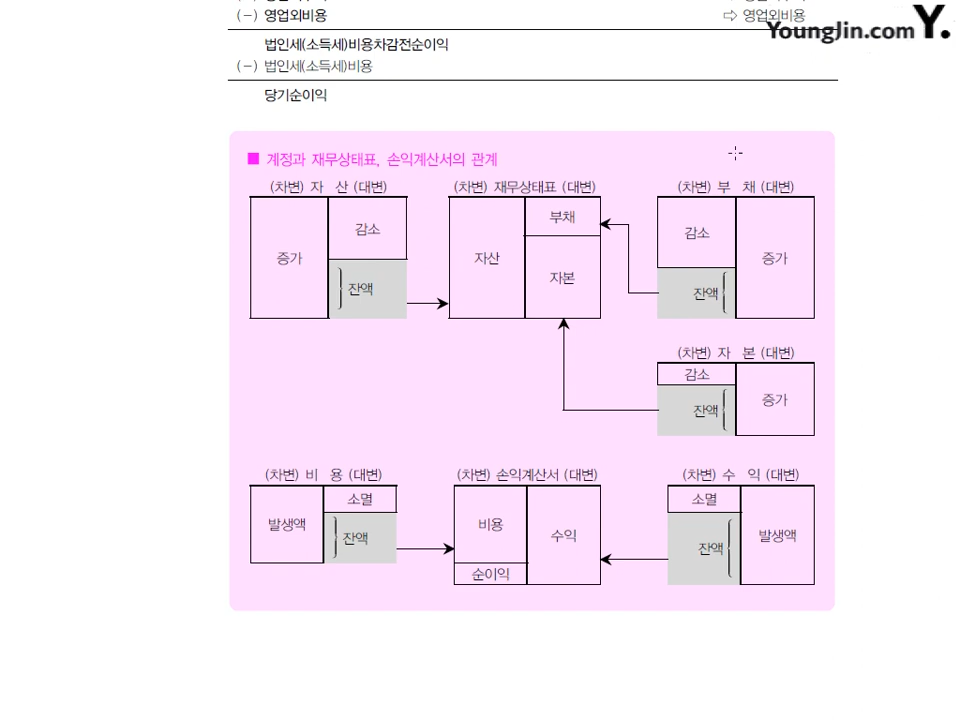 (−) 영업외비용 ⇨ 영업외비용
YoungJin.com Y.
법인세(소득세)비용차감전순이익
(−) 법인세(소득세)비용
당기순이익
■ 계정과 재무상태표, 손익계산서의 관계
(차변) 자 산 (대변)
증가
감소
잔액
(차변) 재무상태표 (대변)
자산
부채
자본
(차변) 부 채 (대변)
감소
잔액
증가
(차변) 자 본 (대변)
감소
잔액
증가
(차변) 비 용 (대변)
발생액
소멸
잔액
(차변) 손익계산서 (대변)
비용
순이익
수익
(차변) 수 익 (대변)
소멸
잔액
발생액